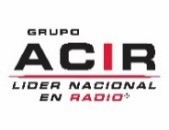 GRUPO
ACIR
LIDER NACIONAL
EN RADIO